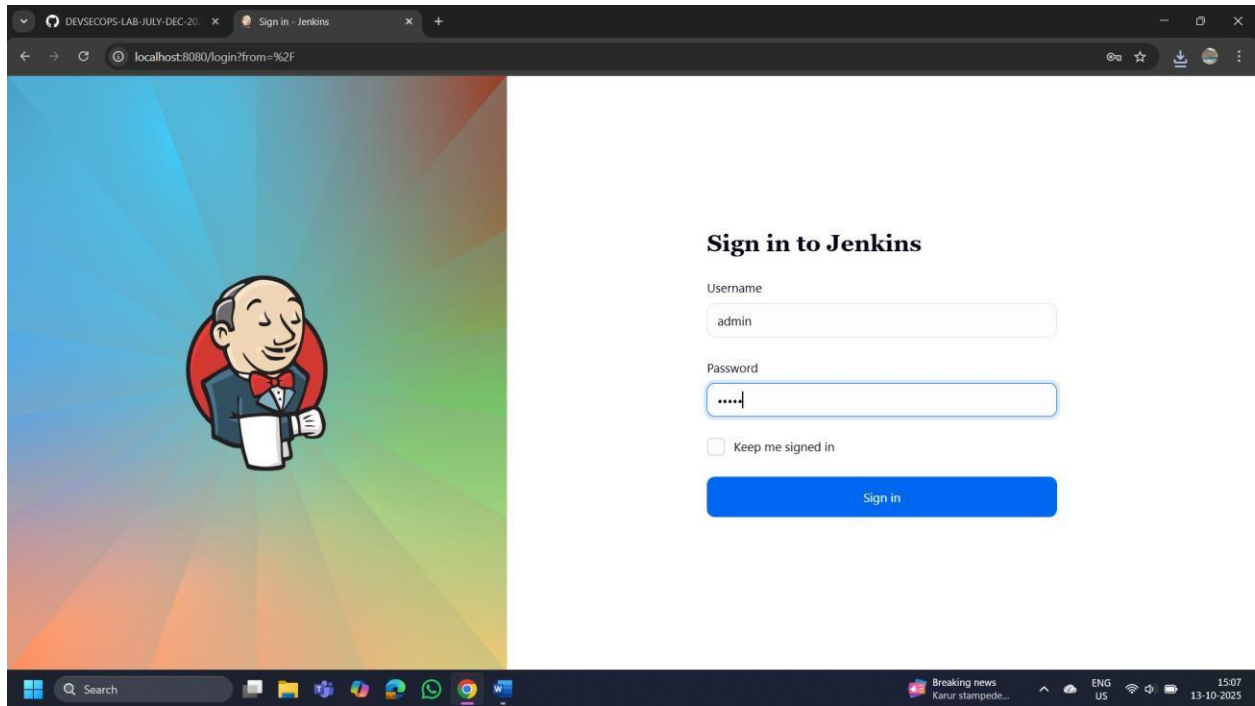 DEVSECOPS-LAB-JULY-DEC-202
Sign in - Jenkins
localhost:8080/login?from=%2F
Sign in to Jenkins
Username
admin
Password
•••••
Keep me signed in
Sign in
Search
Breaking news
Karur stampede...
ENG
US
15:07
13-10-2025